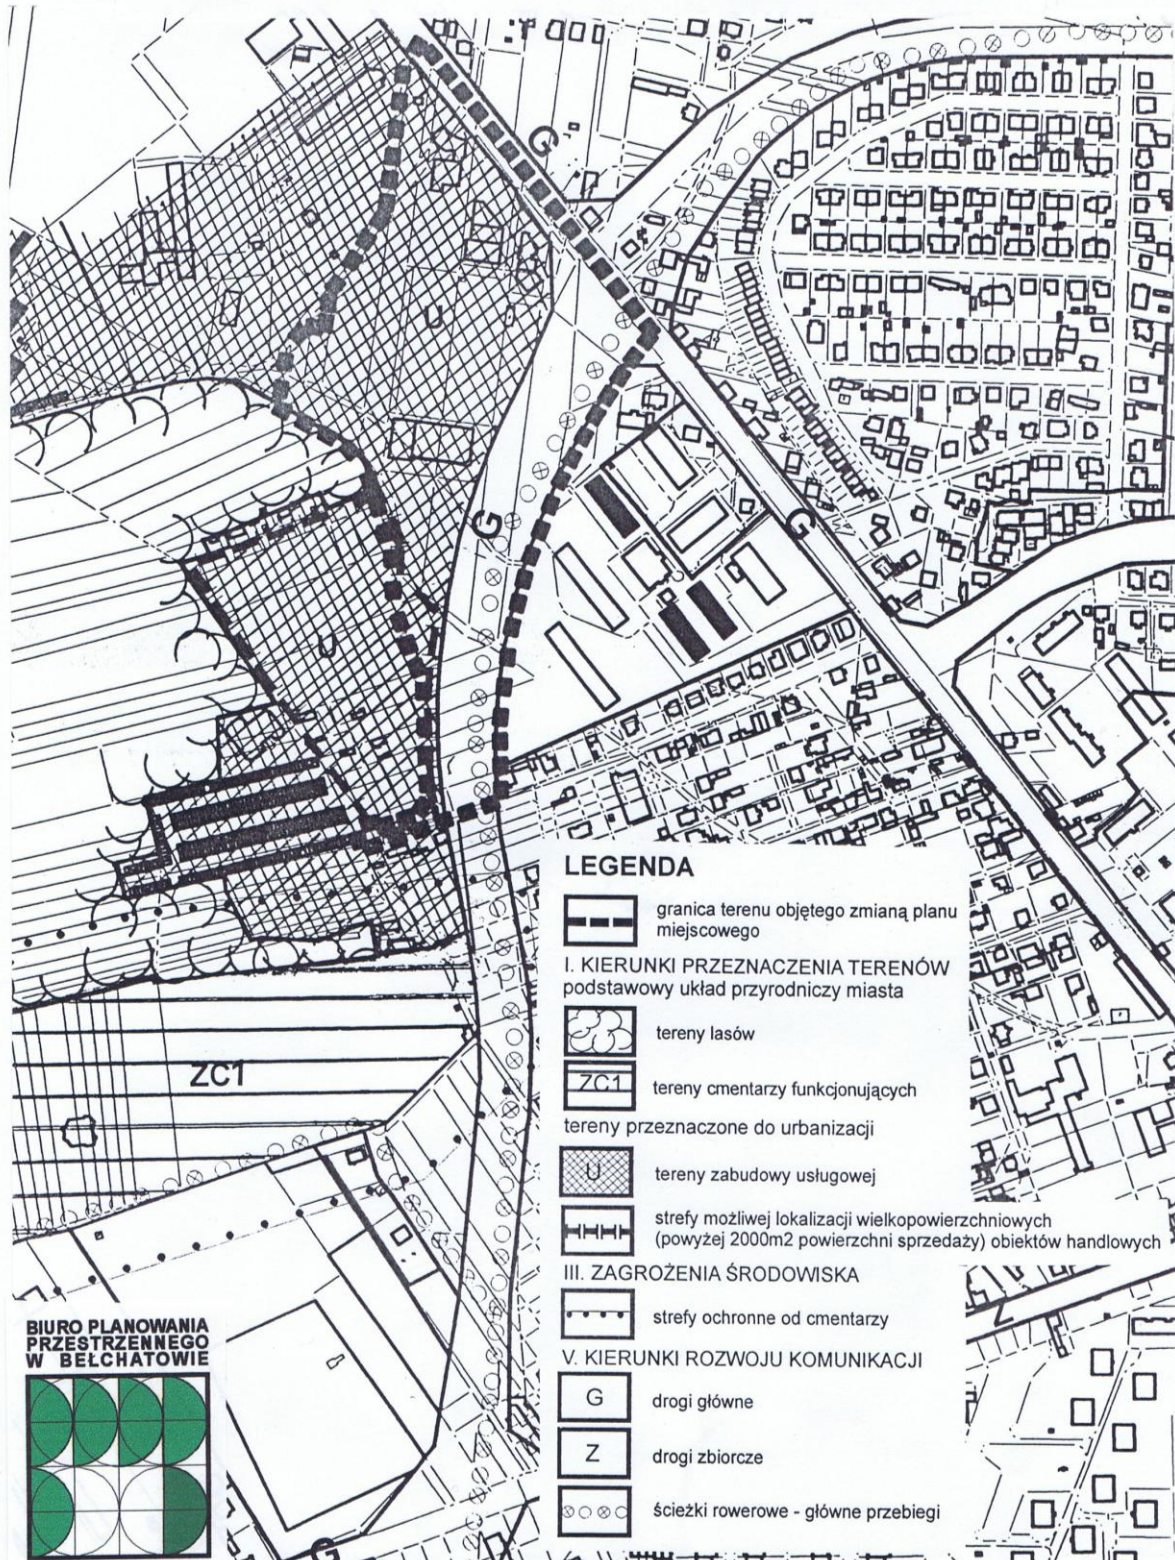 G
U
G
G
U
ZC1
LEGENDA
granica terenu objętego zmianą planu
miejscowego
I. KIERUNKI PRZEZNACZENIA TERENÓW
podstawowy układ przyrodniczy miasta
tereny lasów
ZC1
tereny cmentarzy funkcjonujących
tereny przeznaczone do urbanizacji
U
tereny zabudowy usługowej
strefy możliwej lokalizacji wielkopowierzchniowych
(powyżej 2000m2 powierzchni sprzedaży) obiektów handlowych
III. ZAGROŻENIA ŚRODOWISKA
strefy ochronne od cmentarzy
V. KIERUNKI ROZWOJU KOMUNIKACJI
G
drogi główne
Z
drogi zbiorcze
ścieżki rowerowe - główne przebiegi
Z
BIURO PLANOWANIA
PRZESTRZENNEGO
W BEŁCHATOWIE
G